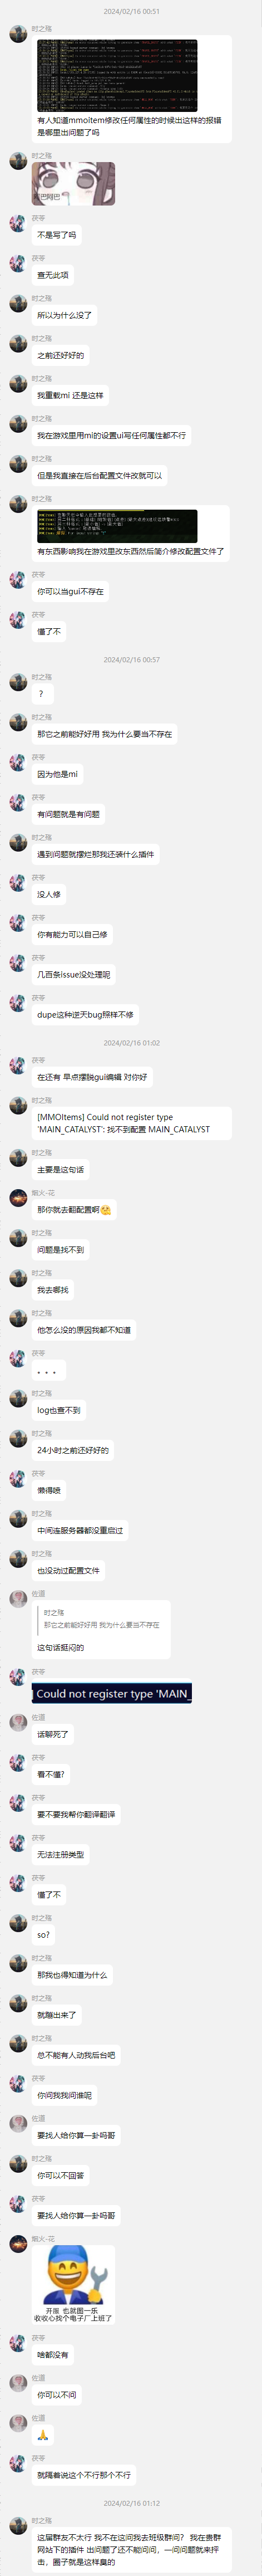 2024/02/16 00:51
时之殇
有人知道mmoitem修改任何属性的时候出这样的报错
是哪里出问题了吗
时之殇
阿巴阿巴
茯苓
不是写了吗
茯苓
查无此项
时之殇
所以为什么没了
时之殇
之前还好好的
时之殇
我重载mi 还是这样
时之殇
我在游戏里用mi的设置ui写任何属性都不行
时之殇
但是我直接在后台配置文件改就可以
时之殇
有东西影响我在游戏里改东西然后简介修改配置文件了
茯苓
你可以当gui不存在
茯苓
懂了不
2024/02/16 00:57
时之殇
？
时之殇
那它之前能好好用 我为什么要当不存在
茯苓
因为他是mi
茯苓
有问题就是有问题
时之殇
遇到问题就摆烂那我还装什么插件
茯苓
没人修
茯苓
你有能力可以自己修
茯苓
几百条issue没处理呢
茯苓
dupe这种逆天bug照样不修
2024/02/16 01:02
茯苓
在还有 早点摆脱gui编辑 对你好
时之殇
[MMOItems] Could not register type
'MAIN_CATALYST': 找不到配置 MAIN_CATALYST
时之殇
主要是这句话
烟火-花
那你就去翻配置啊🤗
时之殇
问题是找不到
时之殇
我去哪找
时之殇
他怎么没的原因我都不知道
茯苓
。。。
时之殇
log也查不到
时之殇
24小时之前还好好的
茯苓
懒得喷
时之殇
中间连服务器都没重启过
时之殇
也没动过配置文件
佐道
时之殇
那它之前能好好用 我为什么要当不存在
这句话挺闷的
茯苓
Could not register type 'MAIN_
佐道
话聊死了
茯苓
看不懂?
茯苓
要不要我帮你翻译翻译
茯苓
无法注册类型
茯苓
懂了不
时之殇
so?
时之殇
那我也得知道为什么
时之殇
就蹦出来了
时之殇
总不能有人动我后台吧
茯苓
你问我我问谁呢
佐道
要找人给你算一卦吗哥
时之殇
你可以不回答
茯苓
要找人给你算一卦吗哥
烟火-花
开服 也就图一乐
收收心找个电子厂上班了
茯苓
啥都没有
佐道
你可以不问
佐道
🙏
茯苓
就隔着说这个不行那个不行
2024/02/16 01:12
时之殇
这届群友不太行 我不在这问我去班级群问？ 我在贵群
网站下的插件 出问题了还不能问问，一问问题就来抨
击，圈子就是这样臭的